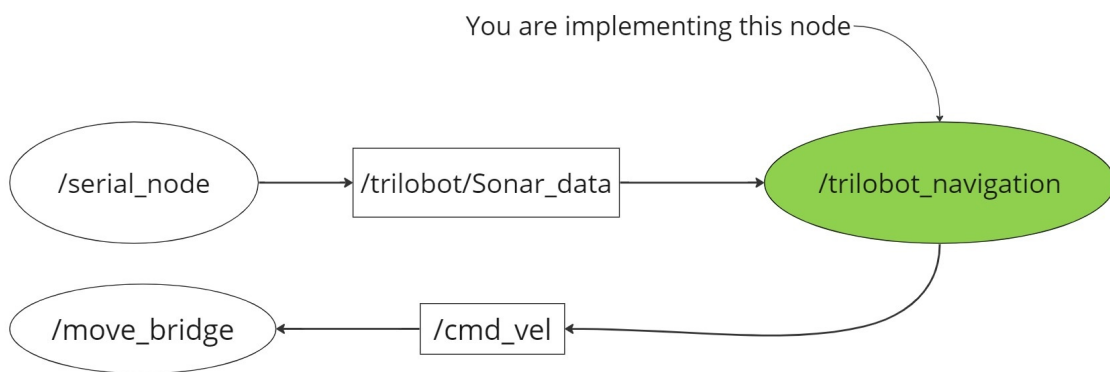 You are implementing this node
/serial_node
/trilobot/Sonar_data
/trilobot_navigation
/move_bridge
/cmd_vel